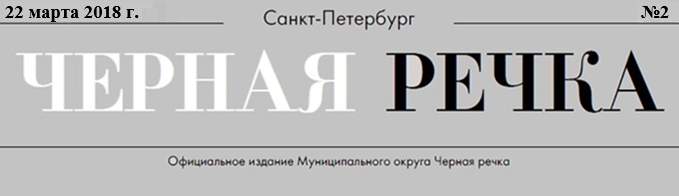 22 марта 2018 г. Санкт-Петербург №2
ЧЕРНАЯ РЕЧКА
Официальное издание Муниципального округа Черная речка